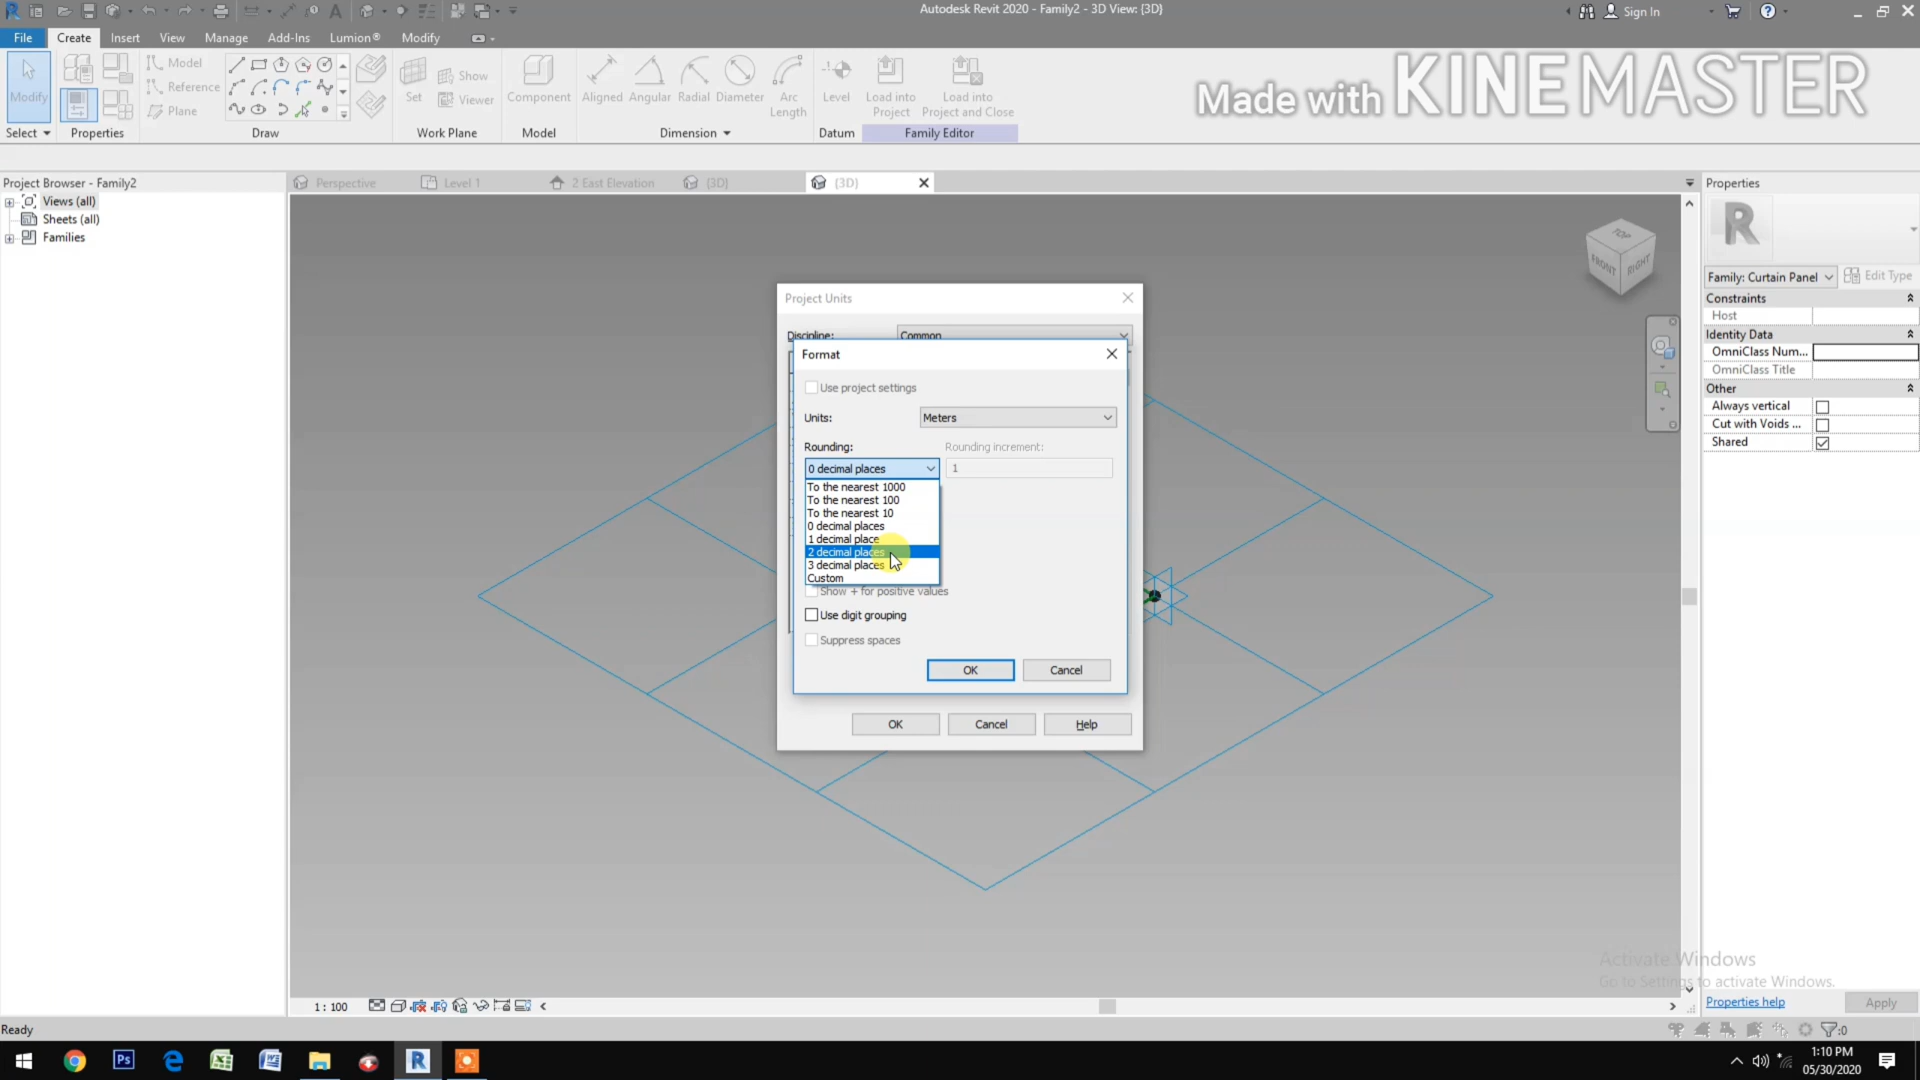 Autodesk Revit 2020 - Family2 - 3D View: {3D}
Sign In
File Create Insert View Manage Add-Ins Lumion® Modify
Modify
Model
Reference
Plane
Set
Show
Viewer
Component
Aligned Angular Radial Diameter Arc Length
Level
Load into Project
Load into Project and Close
Select Properties Draw Work Plane Model Dimension Datum Family Editor
Made with KINEMASTER
Project Browser - Family2
Perspective Level 1 2 East Elevation {3D} {3D}
Properties
Views (all)
Sheets (all)
Families
TOP
FRONT RIGHT
R
Family: Curtain Panel Edit Type
Constraints
Host
Identity Data
OmniClass Num...
OmniClass Title
Other
Always vertical
Cut with Voids ...
Shared
Project Units
Discipline: Common
Format
Use project settings
Units: Meters
Rounding: Rounding increment:
0 decimal places 1
To the nearest 1000
To the nearest 100
To the nearest 10
0 decimal places
1 decimal place
2 decimal places
3 decimal places
Custom
Show + for positive values
Use digit grouping
Suppress spaces
OK Cancel
OK Cancel Help
Activate Windows
Go to Settings to activate Windows.
1 : 100
Properties help Apply
Ready
:0
Ps
R
1:10 PM
05/30/2020